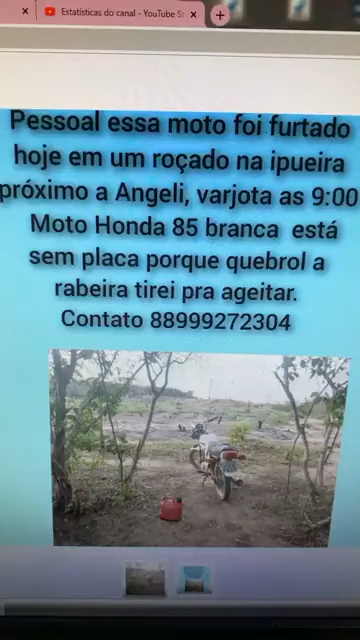 Estatísticas do canal - YouTube S
Pessoal essa moto foi furtado
hoje em um roçado na ipueira
próximo a Angeli, varjota as 9:00
Moto Honda 85 branca está
sem placa porque quebrol a
rabeira tirei pra ageitar.
Contato 88999272304